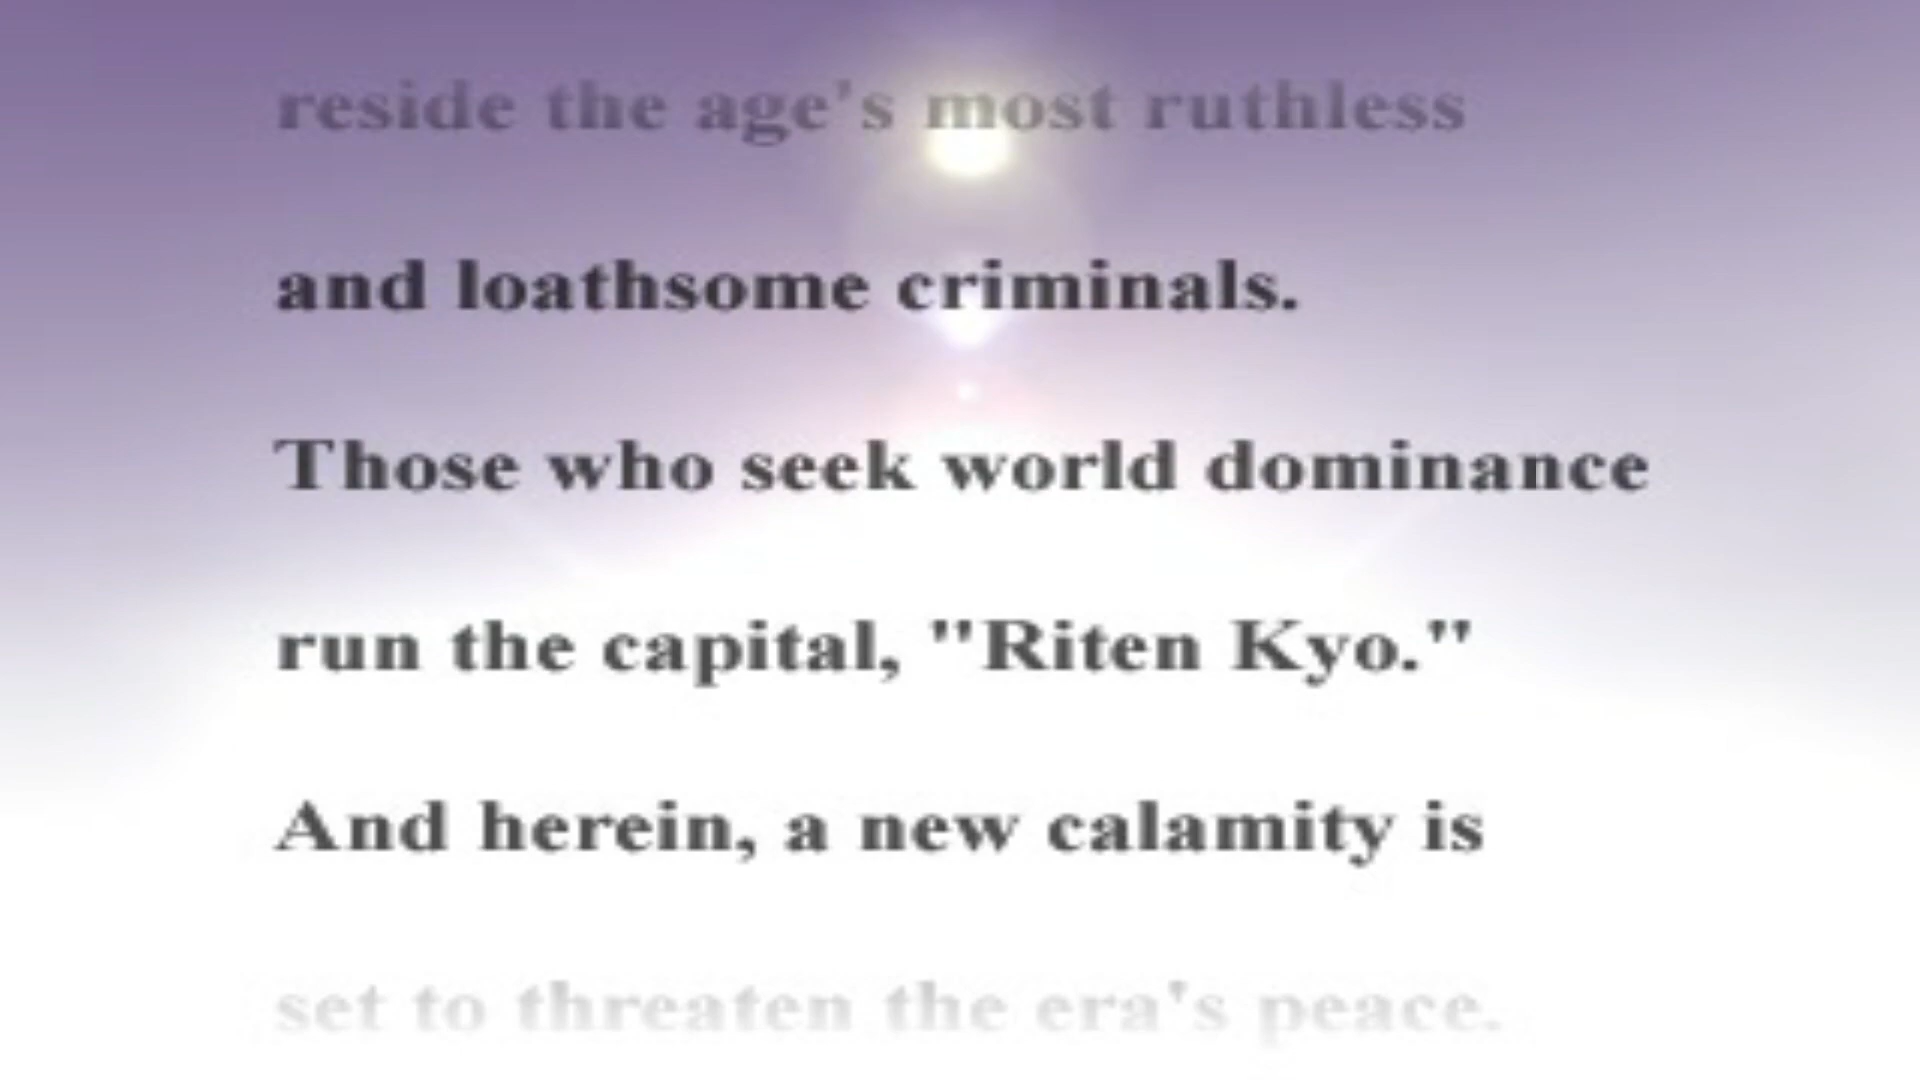 reside the age's most ruthless
and loathsome criminals.
Those who seek world dominance
run the capital, "Riten Kyo."
And herein, a new calamity is
set to threaten the era's peace.